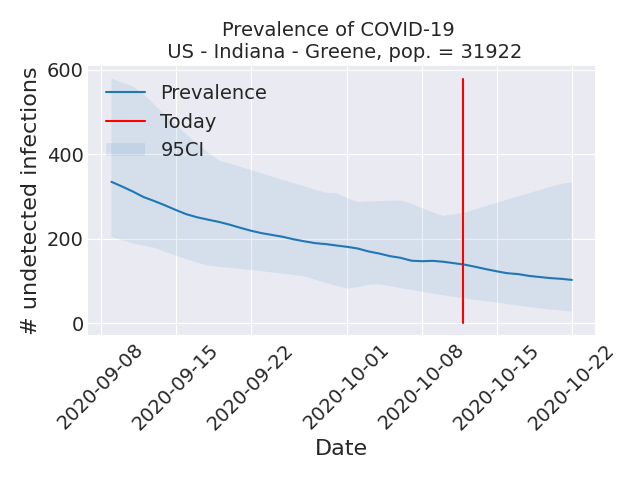 Prevalence of COVID-19
US - Indiana - Greene, pop. = 31922
# undetected infections
600
400
200
0
Prevalence
Today
95CI
2020-09-08
2020-09-15
2020-09-22
2020-10-01
2020-10-08
2020-10-15
2020-10-22
Date